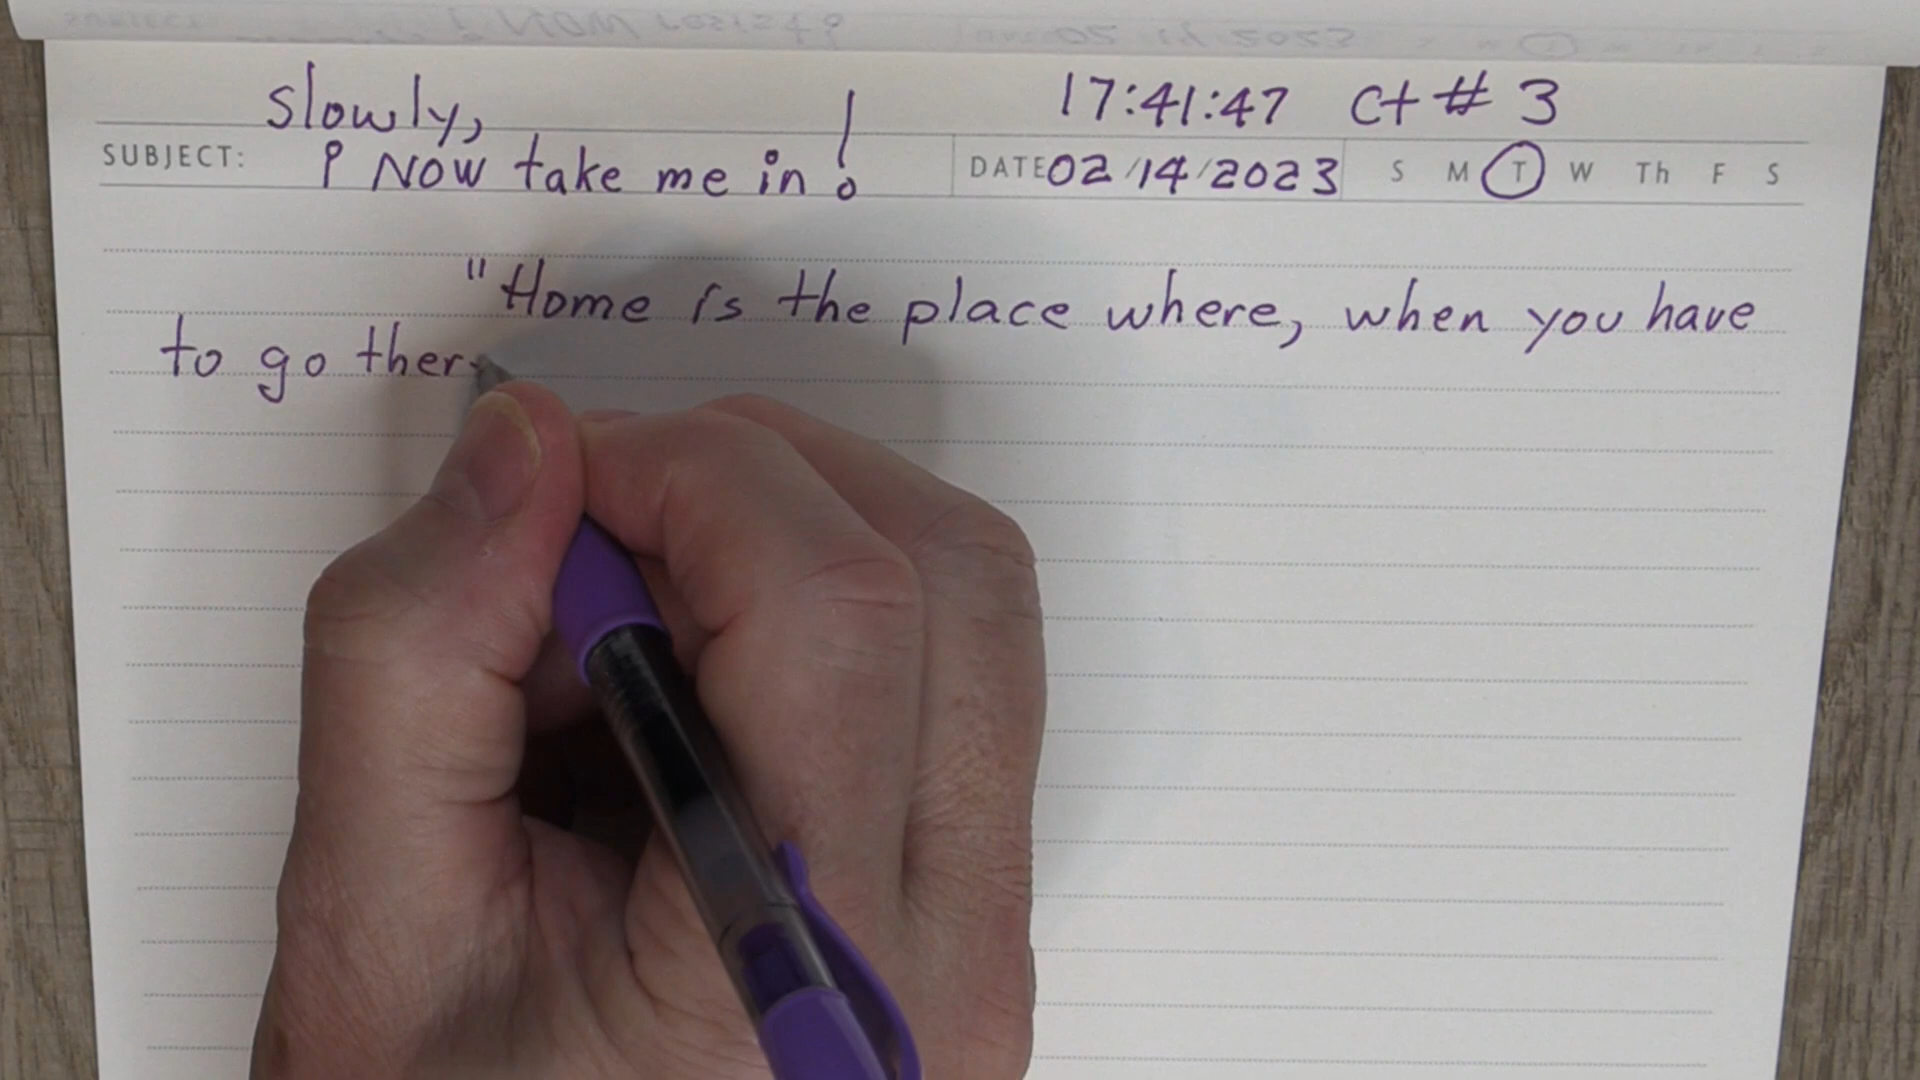 slowly,
17:41:47 Ct # 3
SUBJECT: ? NOW take me in !
DATE 02/14/2023 S M T W Th F S
"Home is the place where, when you have
to go ther